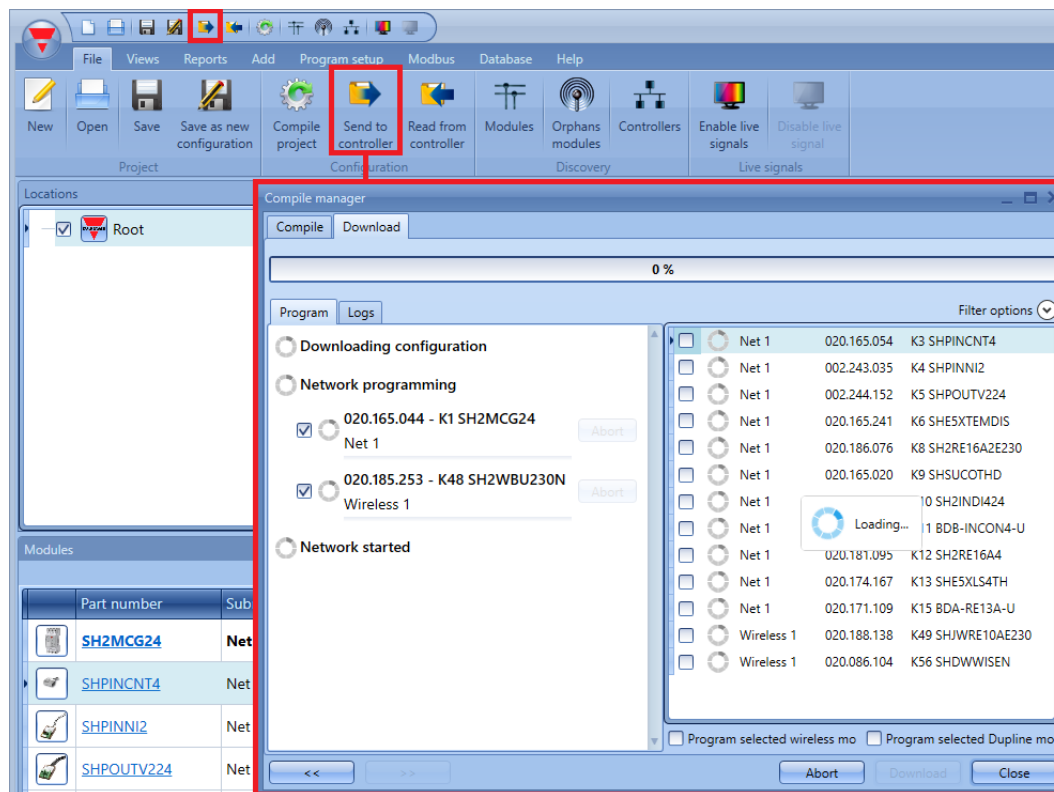 File Views Reports Add Program setup Modbus Database Help
New Open Save Save as new configuration Compile project Send to controller Read from controller Modules Orphans modules Controllers Enable live signals Disable live signal
Project Configuration Discovery Live signals
Locations
Root
Compile manager
Compile Download
0 %
Program Logs
Filter options
Downloading configuration
Network programming
020.165.044 - K1 SH2MCG24
Net 1
Abort
020.185.253 - K48 SH2WBU230N
Wireless 1
Abort
Network started
Net 1 020.165.054 K3 SHPINCNT4
Net 1 002.243.035 K4 SHPINNI2
Net 1 002.244.152 K5 SHPOUTV224
Net 1 020.165.241 K6 SHE5XTEMDIS
Net 1 020.186.076 K8 SH2RE16A2E230
Net 1 020.165.020 K9 SHSUCOTHD
Net 1 10 SH2INDI424
Loading...
Net 1 1 BDB-INCON4-U
Net 1 020.181.095 K12 SH2RE16A4
Net 1 020.174.167 K13 SHE5XLS4TH
Net 1 020.171.109 K15 BDA-RE13A-U
Wireless 1 020.188.138 K49 SHJWRE10AE230
Wireless 1 020.086.104 K56 SHDWWISEN
Program selected wireless mo Program selected Dupline mo
<< >> Abort Download Close
Modules
Part number Sub
SH2MCG24 Net
SHPINCNT4 Net
SHPINNI2 Net
SHPOUTV224 Net